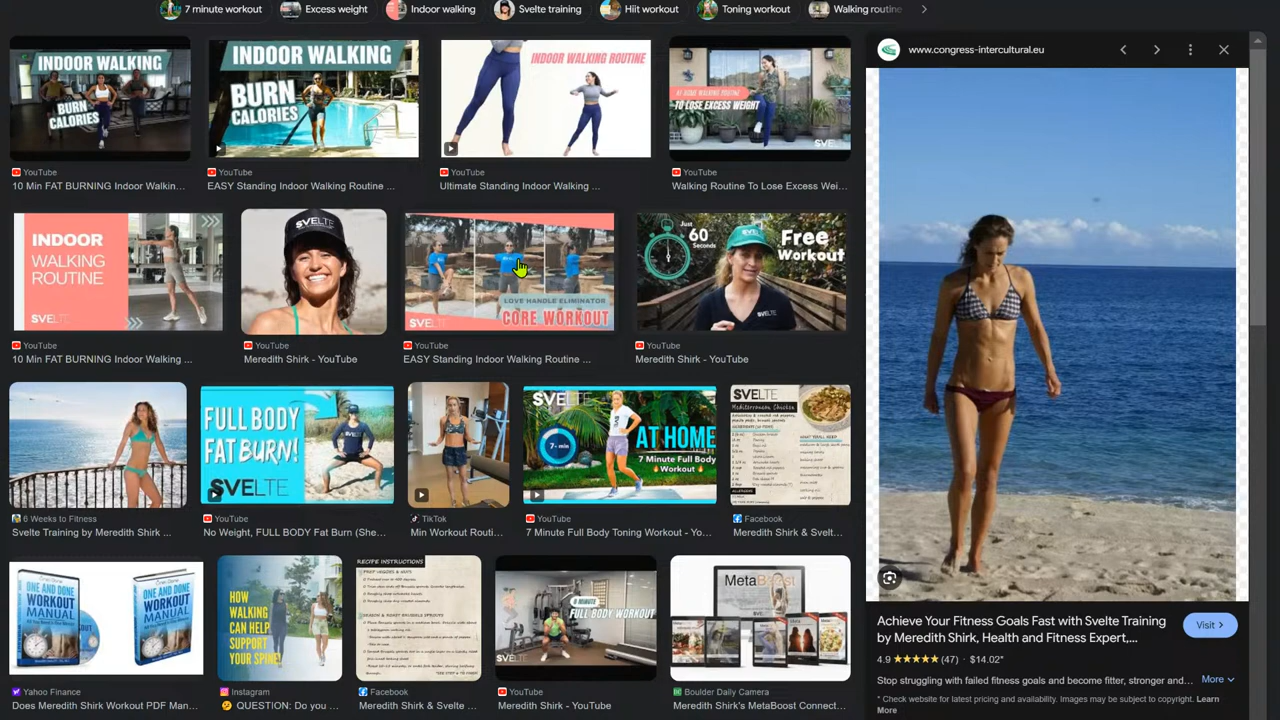 7 minute workout
Excess weight
Indoor walking
Svelte training
Hiit workout
Toning workout
Walking routine
INDOOR WALKING
BURN
CALORIES
YouTube
10 Min FAT BURNING Indoor Walkin...
INDOOR WALKING
BURN
CALORIES
YouTube
EASY Standing Indoor Walking Routine ...
INDOOR WALKING ROUTINE
YouTube
Ultimate Standing Indoor Walking ...
AT HOME WALKING ROUTINE
TO LOSE EXCESS WEIGHT
YouTube
Walking Routine To Lose Excess Wei...
INDOOR
WALKING
ROUTINE
SVELTE
YouTube
10 Min FAT BURNING Indoor Walking ...
SVELTE
YouTube
Meredith Shirk - YouTube
LOVE HANDLE ELIMINATOR
CORE WORKOUT
SVELTE
YouTube
EASY Standing Indoor Walking Routine ...
Just
60
Seconds
Free
Workout
SVELTE
YouTube
Meredith Shirk - YouTube
6 Weeks to Fitness
Svelte Training by Meredith Shirk ...
FULL BODY
FAT BURN!
SVELTE
YouTube
No Weight, FULL BODY Fat Burn (She...
TikTok
Min Workout Routi...
SVELTE
7 min
AT HOME
7 Minute Full Body
Workout
YouTube
7 Minute Full Body Toning Workout - Yo...
SVELTE
Mediterranean Chicken
Facebook
Meredith Shirk & Svelt...
ONE AND DONE
WORKOUT
MANUAL
ONE AND DONE
WORKOUT
MANUAL
Yahoo Finance
Does Meredith Shirk Workout PDF Man...
HOW
WALKING
CAN HELP
SUPPORT
YOUR SPINE!
Instagram
QUESTION: Do you ...
RECIPE INSTRUCTIONS
Facebook
Meredith Shirk & Svelte ...
MINUTE
FULL BODY WORKOUT
SVELTE
YouTube
Meredith Shirk - YouTube
MetaBoost
Boulder Daily Camera
Meredith Shirk's MetaBoost Connect...
www.congress-intercultural.eu
Achieve Your Fitness Goals Fast with Svelte Training
by Meredith Shirk, Health and Fitness Expert,...
Visit
4.9 ★★★★★ (47) · $14.02*
Stop struggling with failed fitness goals and become fitter, stronger and...
More
* Check website for latest pricing and availability. Images may be subject to copyright. Learn
More